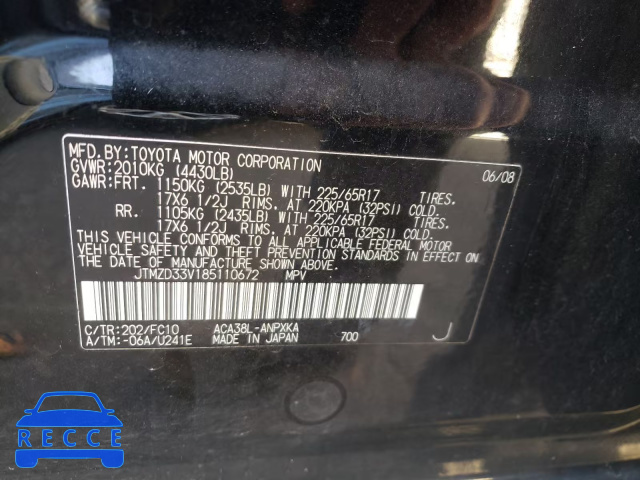 MFD.BY:TOYOTA MOTOR CORPORATION 06/08
GVWR:2010KG (4430LB)
GAWR:FRT. 1150KG (2535LB) WITH 225/65R17 TIRES.
17X6 1/2J RIMS. AT 220KPA (32PSI) COLD.
RR. 1105KG (2435LB) WITH 225/65R17 TIRES.
17X6 1/2J RIMS. AT 220KPA (32PSI) COLD.
THIS VEHICLE CONFORMS TO ALL APPLICABLE FEDERAL MOTOR
VEHICLE SAFETY AND THEFT PREVENTION STANDARDS IN EFFECT
ON THE DATE OF MANUFACTURE SHOWN ABOVE.
JTMZD33V185110672 MPV
C/TR:202/FC10 ACA38L-ANPXKA
A/TM:-06A/U241E MADE IN JAPAN 700 J
RECCE